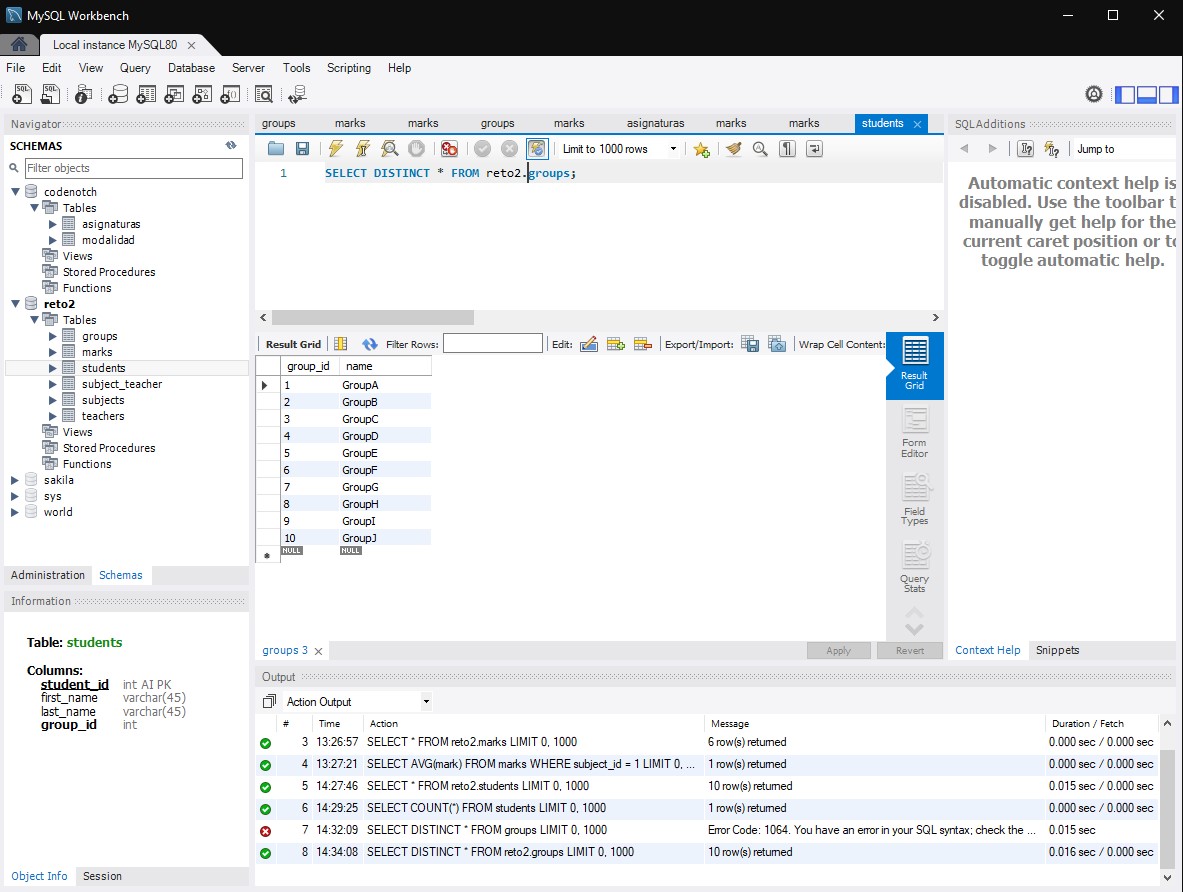 MySQL Workbench
Local instance MySQL80
File Edit View Query Database Server Tools Scripting Help
Navigator
SCHEMAS
Filter objects
codenotch
Tables
asignaturas
modalidad
Views
Stored Procedures
Functions
reto2
Tables
groups
marks
students
subject_teacher
subjects
teachers
Views
Stored Procedures
Functions
sakila
sys
world
Administration Schemas
Information
Table: students
Columns:
student_id int AI PK
first_name varchar(45)
last_name varchar(45)
group_id int
Object Info Session
groups marks marks groups marks asignaturas marks marks students
Limit to 1000 rows
1 SELECT DISTINCT * FROM reto2.groups;
Result Grid Filter Rows: Edit: Export/Import: Wrap Cell Content:
group_id name
1 GroupA
2 GroupB
3 GroupC
4 GroupD
5 GroupE
6 GroupF
7 GroupG
8 GroupH
9 GroupI
10 GroupJ
NULL NULL
Result
Grid
Form
Editor
Field
Types
Query
Stats
groups 3
Apply Revert
SQLAdditions
Jump to
Automatic context help is
disabled. Use the toolbar t
manually get help for the
current caret position or to
toggle automatic help.
Context Help Snippets
Output
Action Output
# Time Action Message Duration / Fetch
3 13:26:57 SELECT * FROM reto2.marks LIMIT 0, 1000 6 row(s) returned 0.000 sec / 0.000 sec
4 13:27:21 SELECT AVG(mark) FROM marks WHERE subject_id = 1 LIMIT 0, ... 1 row(s) returned 0.000 sec / 0.000 sec
5 14:27:46 SELECT * FROM reto2.students LIMIT 0, 1000 10 row(s) returned 0.015 sec / 0.000 sec
6 14:29:25 SELECT COUNT(*) FROM students LIMIT 0, 1000 1 row(s) returned 0.000 sec / 0.000 sec
7 14:32:09 SELECT DISTINCT * FROM groups LIMIT 0, 1000 Error Code: 1064. You have an error in your SQL syntax; check the ... 0.015 sec
8 14:34:08 SELECT DISTINCT * FROM reto2.groups LIMIT 0, 1000 10 row(s) returned 0.016 sec / 0.000 sec